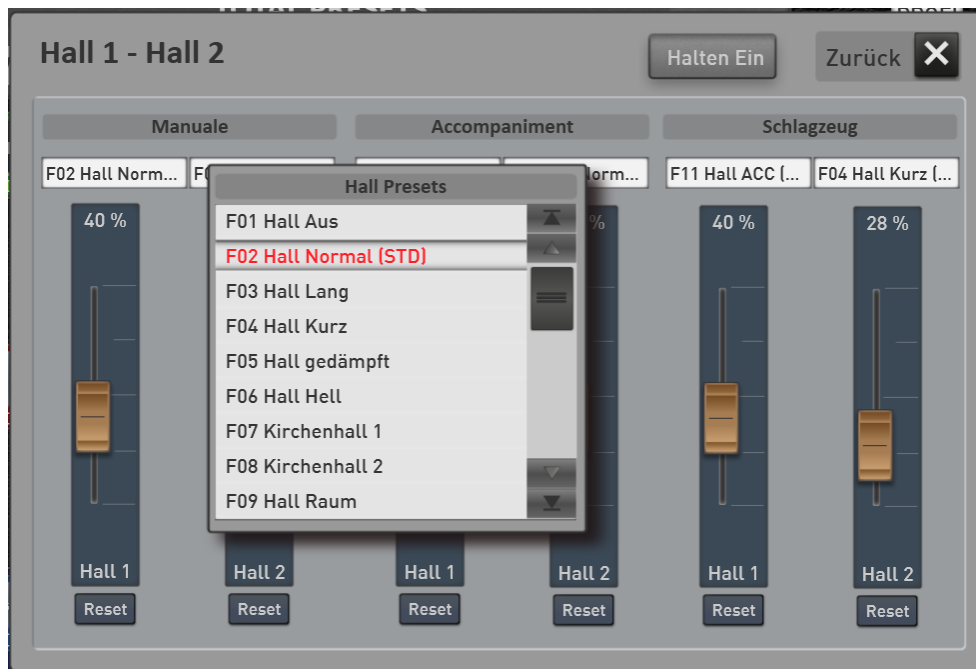 Hall 1 - Hall 2
Halten Ein
Zurück
Manuale
Accompaniment
Schlagzeug
F02 Hall Norm...
F11 Hall ACC (...
F04 Hall Kurz (...
Hall Presets
F01 Hall Aus
F02 Hall Normal (STD)
F03 Hall Lang
F04 Hall Kurz
F05 Hall gedämpft
F06 Hall Hell
F07 Kirchenhall 1
F08 Kirchenhall 2
F09 Hall Raum
40 %
%
40 %
28 %
Hall 1
Hall 2
Hall 1
Hall 2
Hall 1
Hall 2
Reset
Reset
Reset
Reset
Reset
Reset